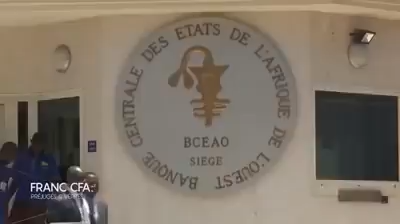 BANQUE CENTRALE DES ETATS DE L'AFRIQUE DE L'OUEST
BCEAO
SIEGE
FRANC CFA: